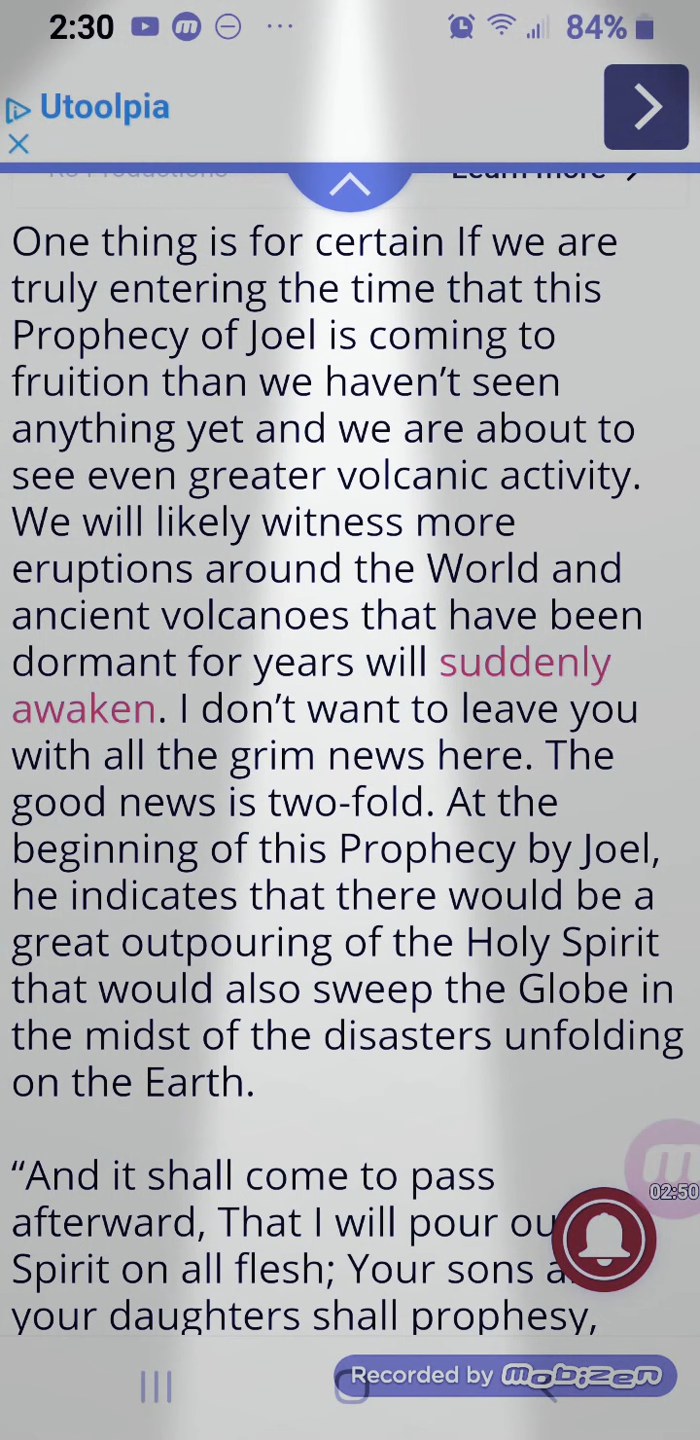 2:30 84%
Utoolpia
Learn more
One thing is for certain If we are
truly entering the time that this
Prophecy of Joel is coming to
fruition than we haven’t seen
anything yet and we are about to
see even greater volcanic activity.
We will likely witness more
eruptions around the World and
ancient volcanoes that have been
dormant for years will suddenly
awaken. I don’t want to leave you
with all the grim news here. The
good news is two-fold. At the
beginning of this Prophecy by Joel,
he indicates that there would be a
great outpouring of the Holy Spirit
that would also sweep the Globe in
the midst of the disasters unfolding
on the Earth.
“And it shall come to pass
afterward, That I will pour
Spirit on all flesh; Your sons
your daughters shall prophesy,
02:50
Recorded by mobizen